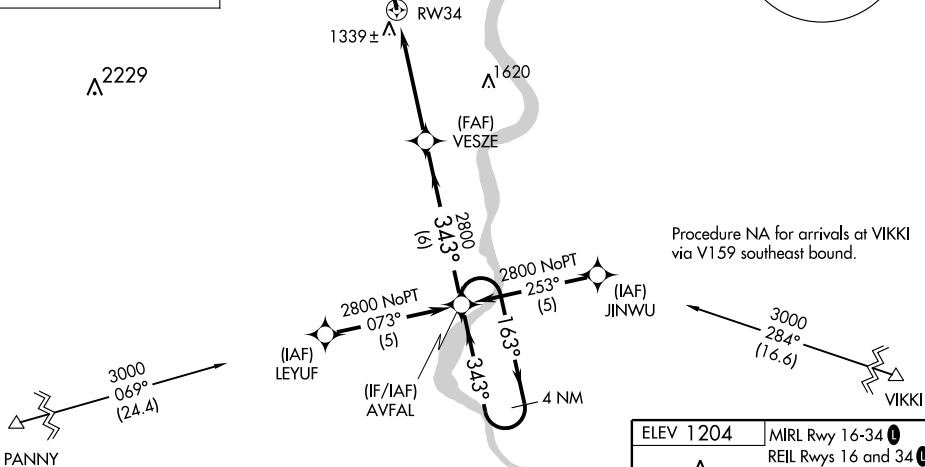 RW34
1339 ±
2229
1620
(FAF)
VESZE
2800
343°
(6)
Procedure NA for arrivals at VIKKI
via V159 southeast bound.
2800 NoPT
253°
(5)
(IAF)
JINWU
2800 NoPT
073°
(5)
(IAF)
LEYUF
163°
343°
3000
284°
(16.6)
VIKKI
3000
069°
(24.4)
PANNY
(IF/IAF)
AVFAL
4 NM
ELEV 1204
MIRL Rwy 16-34 L
REIL Rwys 16 and 34 L